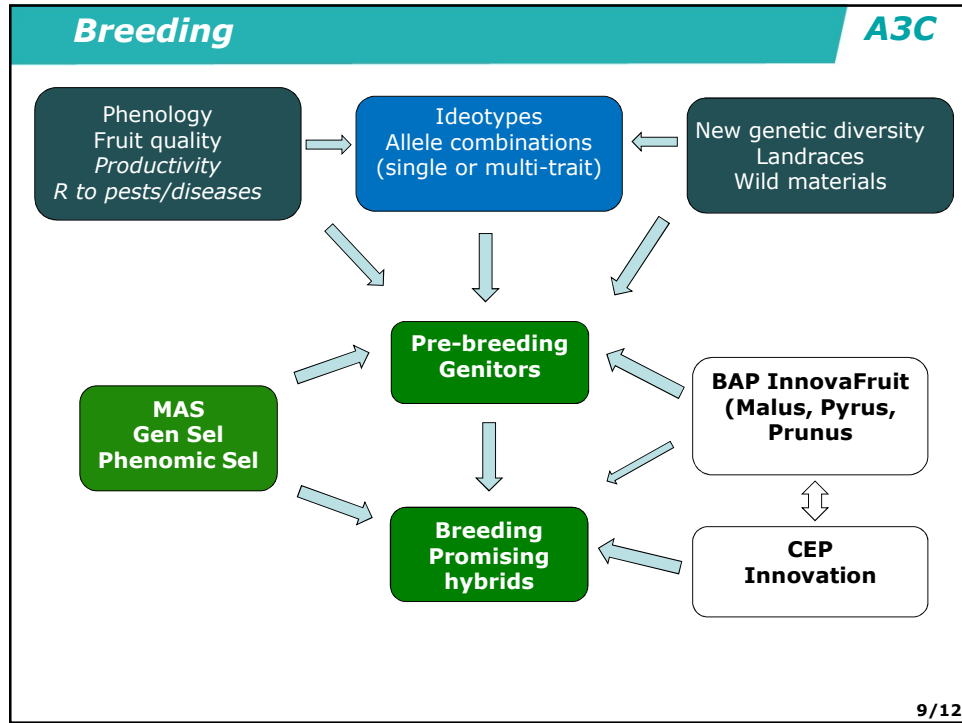 Breeding
A3C
Phenology
Fruit quality
Productivity
R to pests/diseases
Ideotypes
Allele combinations
(single or multi-trait)
New genetic diversity
Landraces
Wild materials
Pre-breeding
Genitors
MAS
Gen Sel
Phenomic Sel
BAP InnovaFruit
(Malus, Pyrus,
Prunus
Breeding
Promising
hybrids
CEP
Innovation
9/12